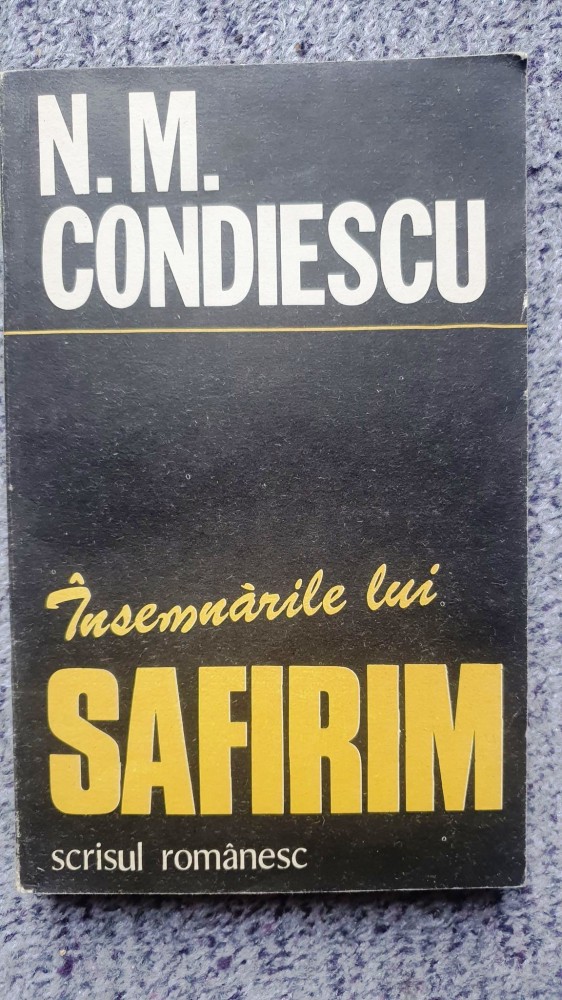 N. M.
CONDIESCU
Însemnările lui
SAFIRIM
scrisul românesc